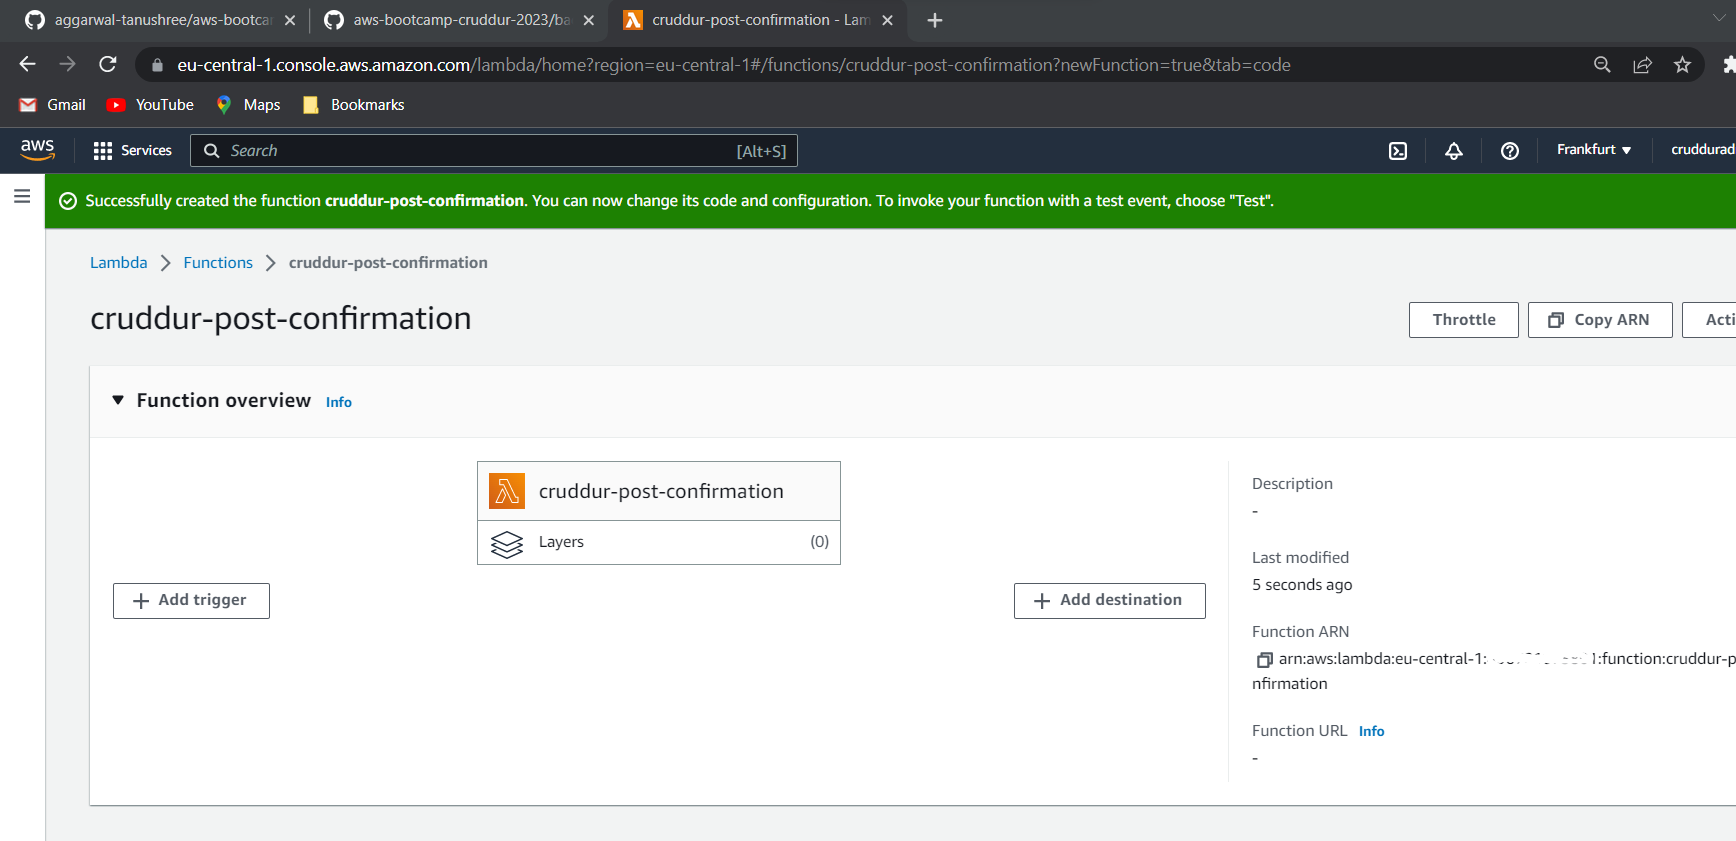 aggarwal-tanushree/aws-bootcar
aws-bootcamp-cruddur-2023/ba
cruddur-post-confirmation - Lam
eu-central-1.console.aws.amazon.com/lambda/home?region=eu-central-1#/functions/cruddur-post-confirmation?newFunction=true&tab=code
Gmail YouTube Maps Bookmarks
aws Services Search [Alt+S] Frankfurt cruddurad
Successfully created the function cruddur-post-confirmation. You can now change its code and configuration. To invoke your function with a test event, choose "Test".
Lambda Functions cruddur-post-confirmation
cruddur-post-confirmation
Throttle Copy ARN Acti
Function overview Info
cruddur-post-confirmation
Layers (0)
Add trigger
Add destination
Description
-
Last modified
5 seconds ago
Function ARN
arn:aws:lambda:eu-central-1: :function:cruddur-p
nfirmation
Function URL Info
-